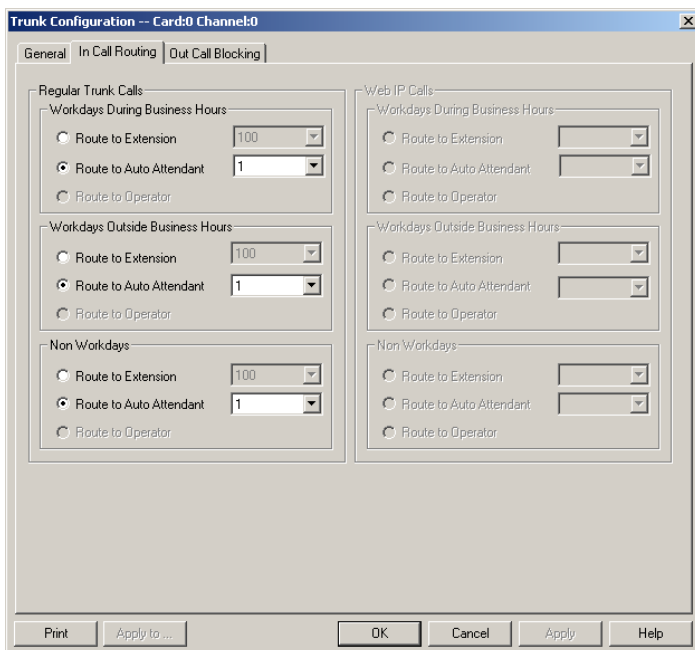 Trunk Configuration -- Card:0 Channel:0
General In Call Routing Out Call Blocking
Regular Trunk Calls
Workdays During Business Hours
Route to Extension 100
Route to Auto Attendant 1
Route to Operator
Workdays Outside Business Hours
Route to Extension 100
Route to Auto Attendant 1
Route to Operator
Non Workdays
Route to Extension 100
Route to Auto Attendant 1
Route to Operator
Web IP Calls
Workdays During Business Hours
Route to Extension
Route to Auto Attendant
Route to Operator
Workdays Outside Business Hours
Route to Extension
Route to Auto Attendant
Route to Operator
Non Workdays
Route to Extension
Route to Auto Attendant
Route to Operator
Print Apply to ... OK Cancel Apply Help